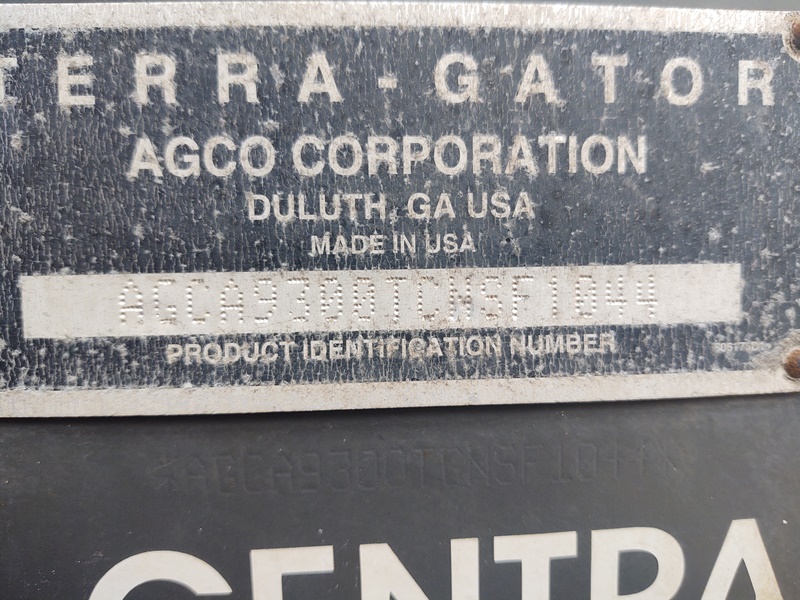 TERRA-GATOR
AGCO CORPORATION
DULUTH, GA USA
MADE IN USA
AGCA9300TCNSF1044
PRODUCT IDENTIFICATION NUMBER
*AGCA9300TCNSF1044*
CENTRA